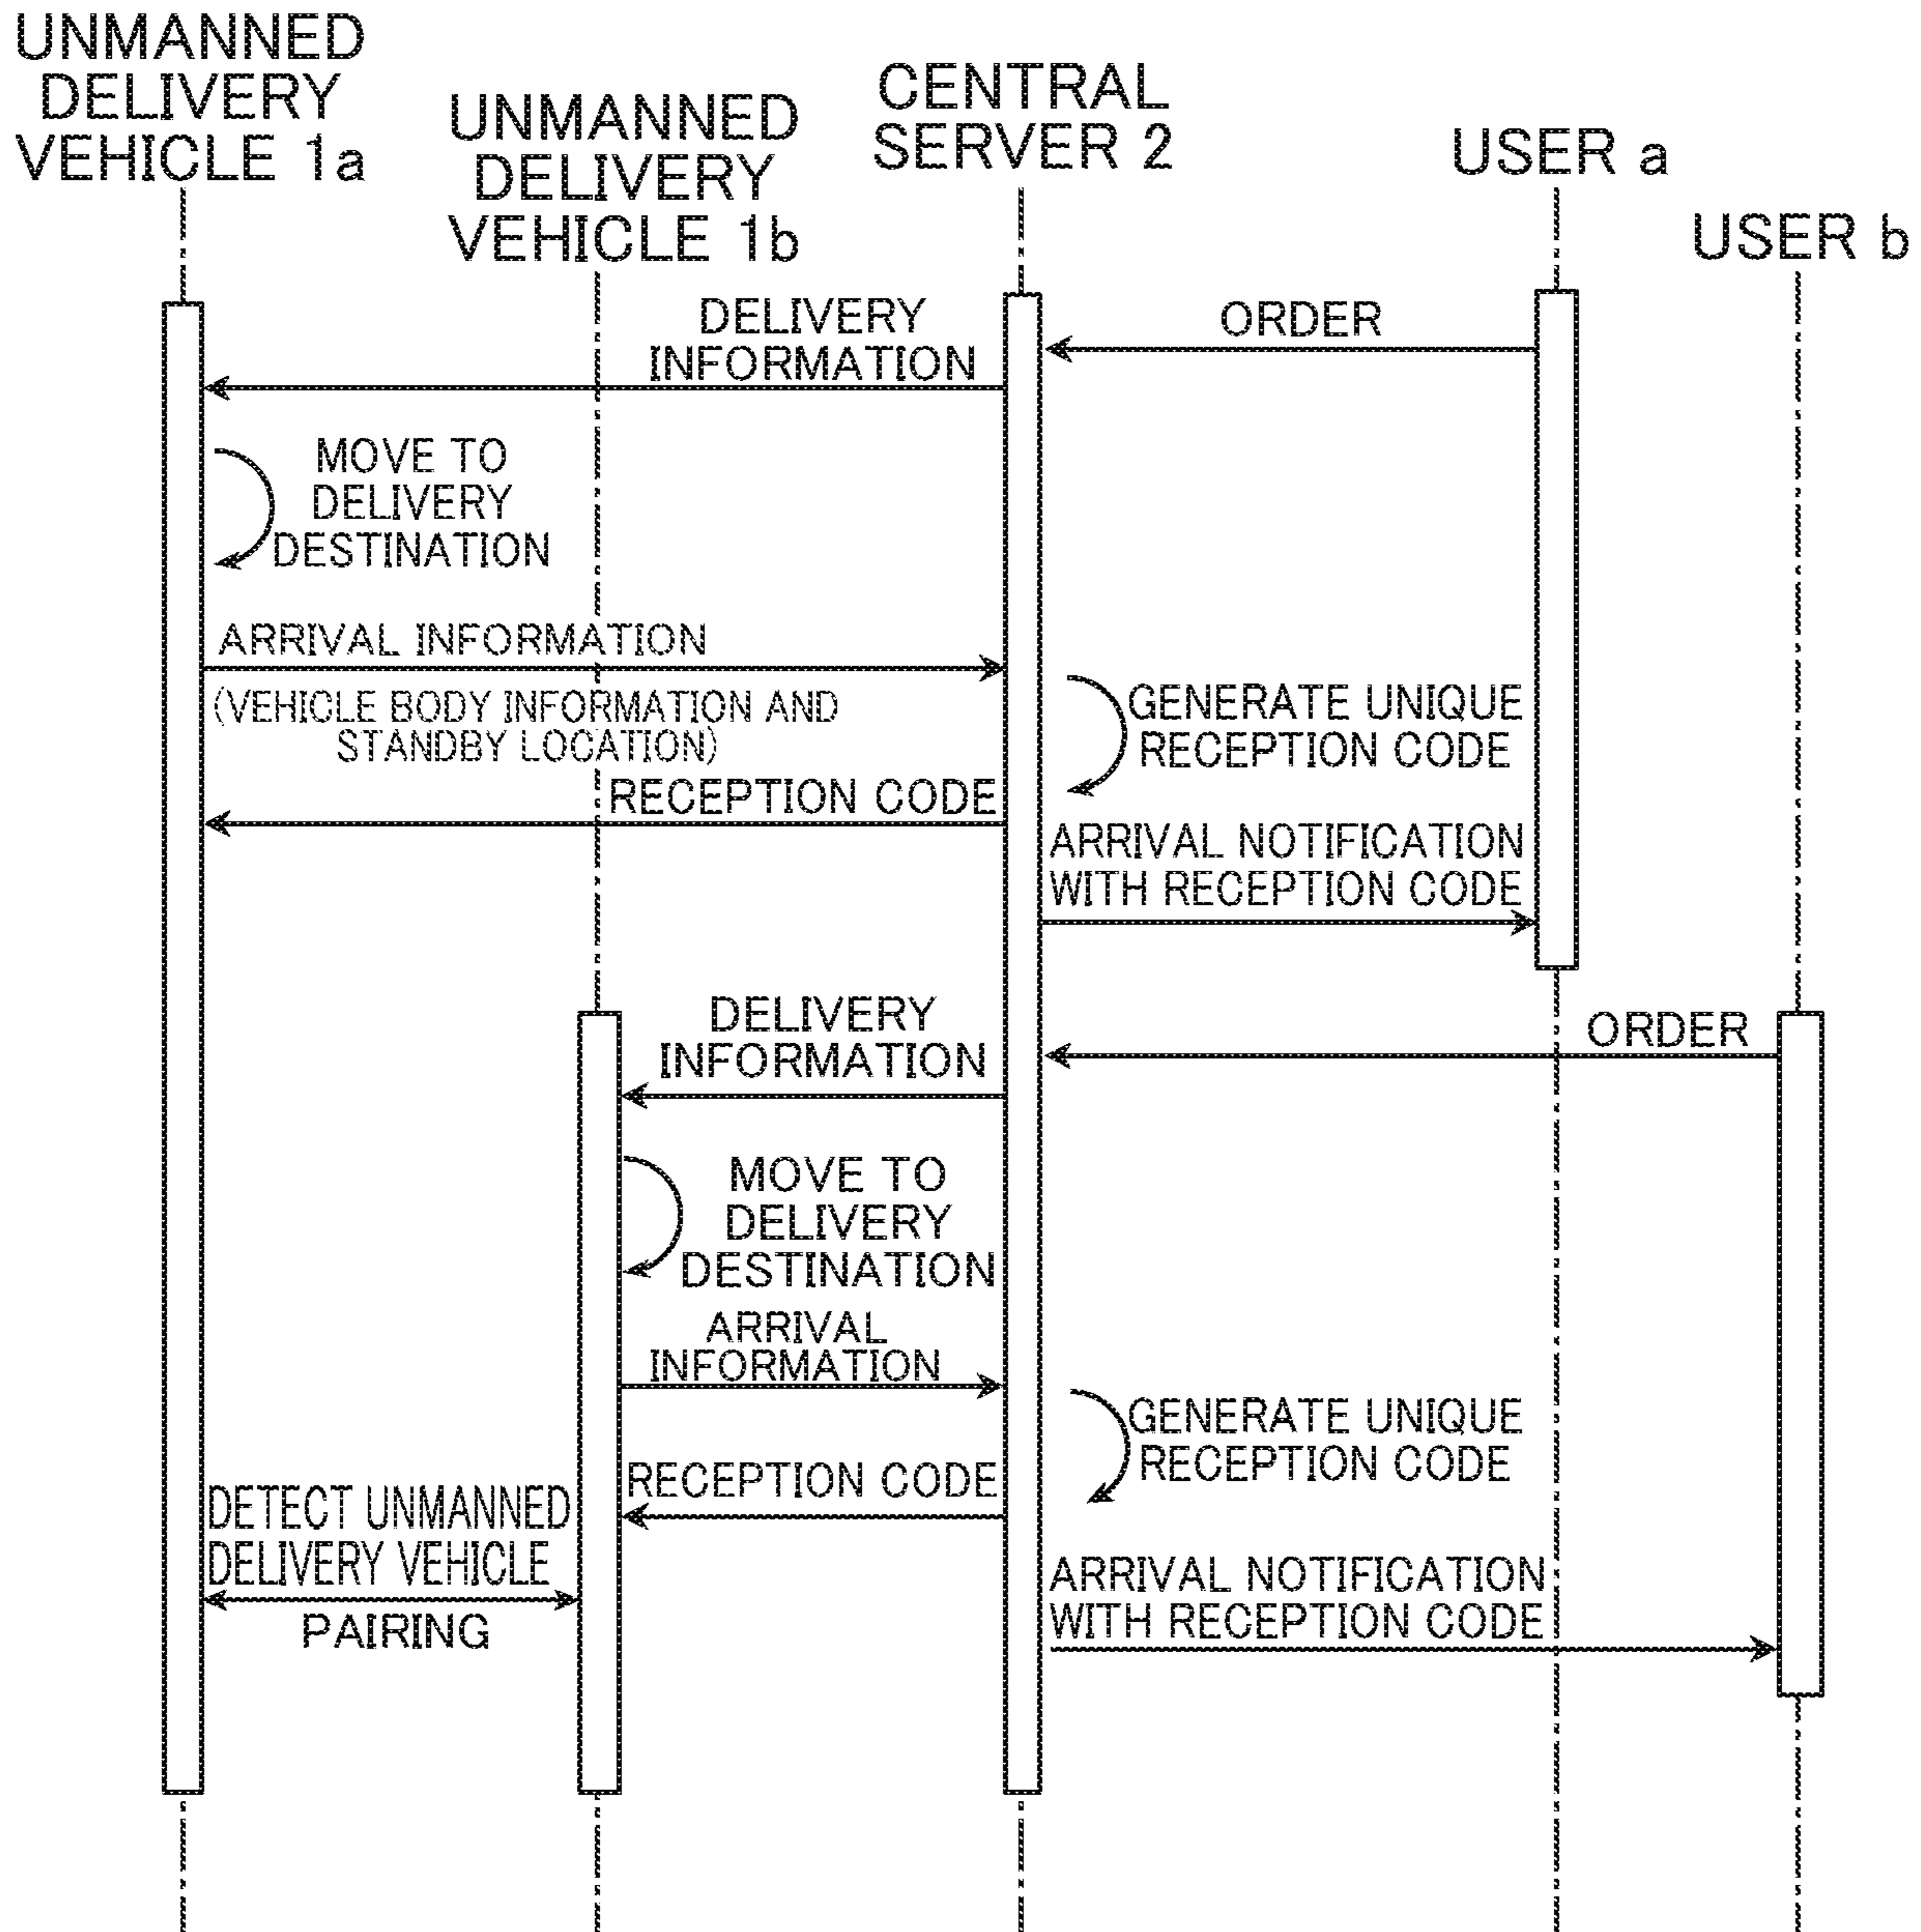 UNMANNED
DELIVERY
VEHICLE 1a
UNMANNED
DELIVERY
VEHICLE 1b
CENTRAL
SERVER 2
USER a
USER b
ORDER
DELIVERY
INFORMATION
MOVE TO
DELIVERY
DESTINATION
ARRIVAL INFORMATION
(VEHICLE BODY INFORMATION AND
STANDBY LOCATION)
GENERATE UNIQUE
RECEPTION CODE
RECEPTION CODE
ARRIVAL NOTIFICATION
WITH RECEPTION CODE
ORDER
DELIVERY
INFORMATION
MOVE TO
DELIVERY
DESTINATION
ARRIVAL
INFORMATION
GENERATE UNIQUE
RECEPTION CODE
RECEPTION CODE
DETECT UNMANNED
DELIVERY VEHICLE
PAIRING
ARRIVAL NOTIFICATION
WITH RECEPTION CODE